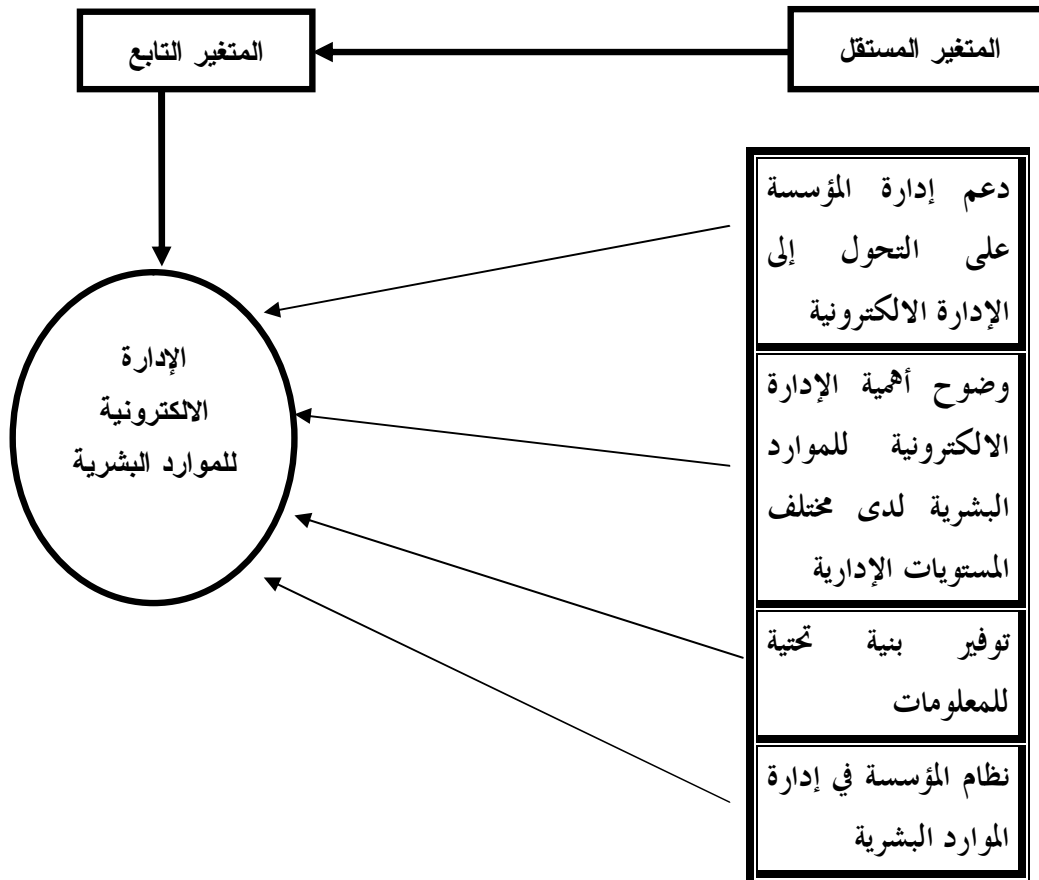 المتغير المستقل
المتغير التابع
دعم إدارة المؤسسة
على التحول إلى
الإدارة الالكترونية
وضوح أهمية الإدارة
الالكترونية للموارد
البشرية لدى مختلف
المستويات الإدارية
توفير بنية تحتية
للمعلومات
نظام المؤسسة في إدارة
الموارد البشرية
الإدارة
الالكترونية
للموارد البشرية